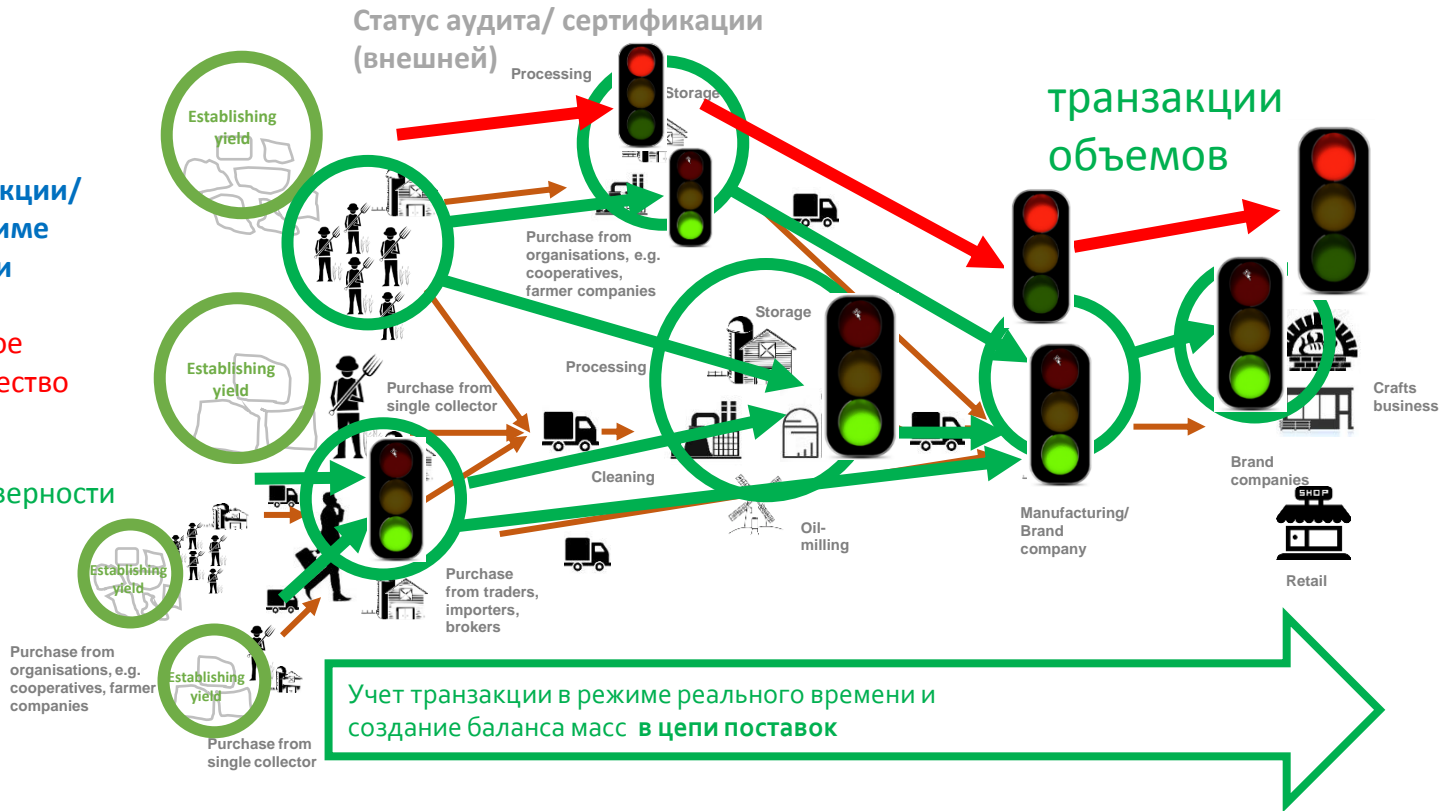 Статус аудита/ сертификации
(внешней)
Processing
Storage
транзакции
объемов
Establishing
yield
кции/
име
и
ре
ество
верности
Purchase from
organisations, e.g.
cooperatives,
farmer companies
Storage
Processing
Establishing
yield
Purchase from
single collector
Cleaning
Oil-
milling
Crafts
business
Brand
companies
Manufacturing/
Brand
company
SHOP
Retail
Purchase
from traders,
importers,
brokers
Establishing
yield
Purchase from
organisations, e.g.
cooperatives, farmer
companies
Establishing
yield
Purchase from
single collector
Учет транзакции в режиме реального времени и
создание баланса масс в цепи поставок